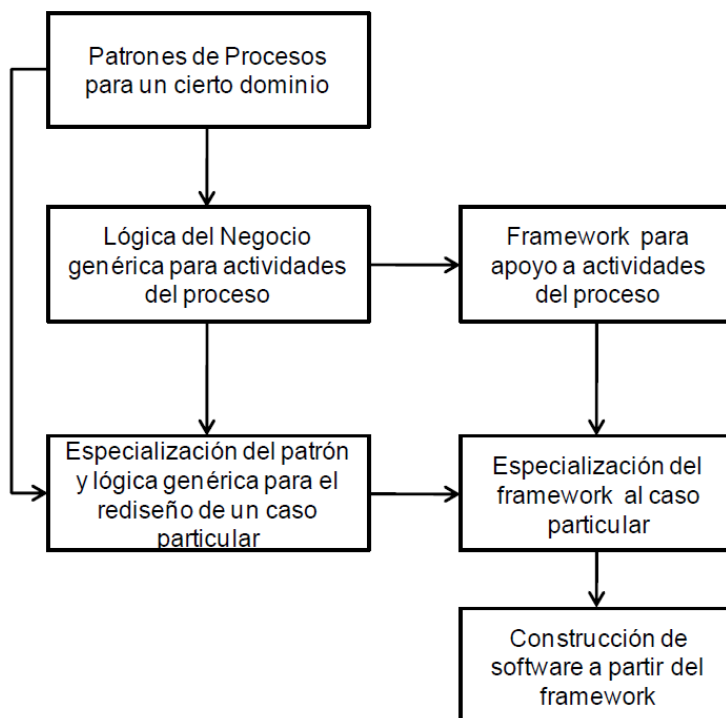 Patrones de Procesos
para un cierto dominio
Lógica del Negocio
genérica para actividades
del proceso
Framework para
apoyo a actividades
del proceso
Especialización del patrón
y lógica genérica para el
rediseño de un caso
particular
Especialización del
framework al caso
particular
Construcción de
software a partir del
framework